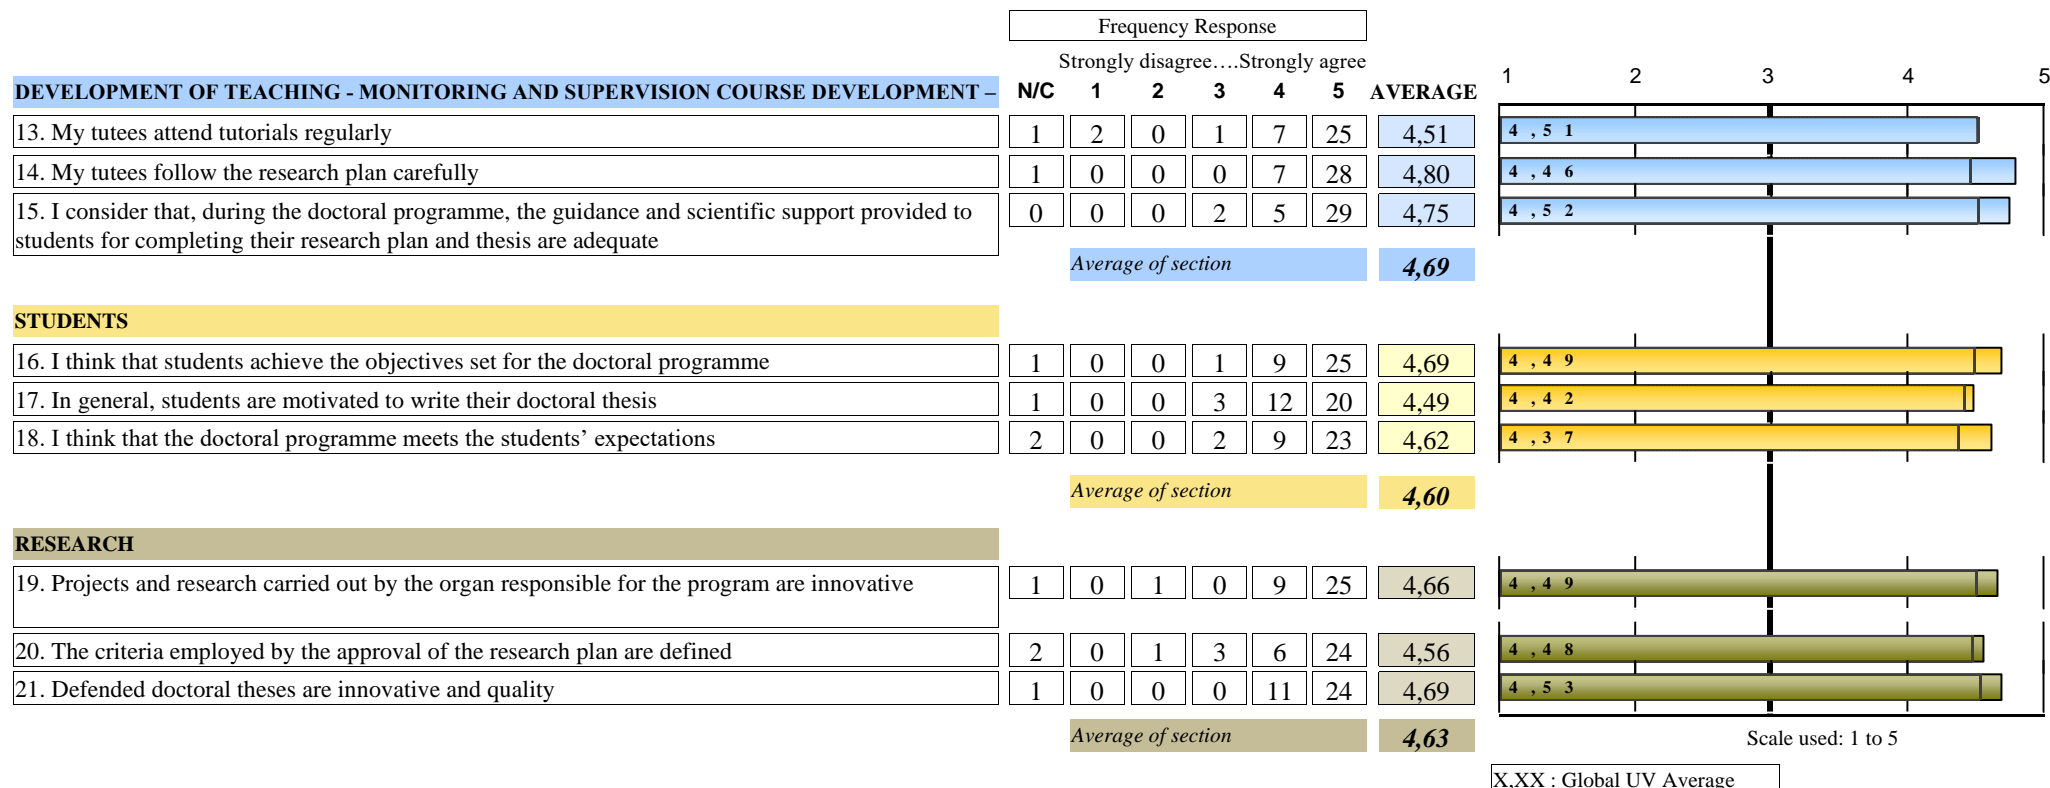 Frequency Response
Strongly disagree….Strongly agree
DEVELOPMENT OF TEACHING - MONITORING AND SUPERVISION COURSE DEVELOPMENT – N/C 1 2 3 4 5 AVERAGE 1 2 3 4 5
13. My tutees attend tutorials regularly 1 2 0 1 7 25 4,51 4,51
14. My tutees follow the research plan carefully 1 0 0 0 7 28 4,80 4,46
15. I consider that, during the doctoral programme, the guidance and scientific support provided to 0 0 0 2 5 29 4,75 4,52
students for completing their research plan and thesis are adequate
Average of section 4,69
STUDENTS
16. I think that students achieve the objectives set for the doctoral programme 1 0 0 1 9 25 4,69 4,49
17. In general, students are motivated to write their doctoral thesis 1 0 0 3 12 20 4,49 4,42
18. I think that the doctoral programme meets the students’ expectations 2 0 0 2 9 23 4,62 4,37
Average of section 4,60
RESEARCH
19. Projects and research carried out by the organ responsible for the program are innovative 1 0 1 0 9 25 4,66 4,49
20. The criteria employed by the approval of the research plan are defined 2 0 1 3 6 24 4,56 4,48
21. Defended doctoral theses are innovative and quality 1 0 0 0 11 24 4,69 4,53
Average of section 4,63
Scale used: 1 to 5
X,XX : Global UV Average